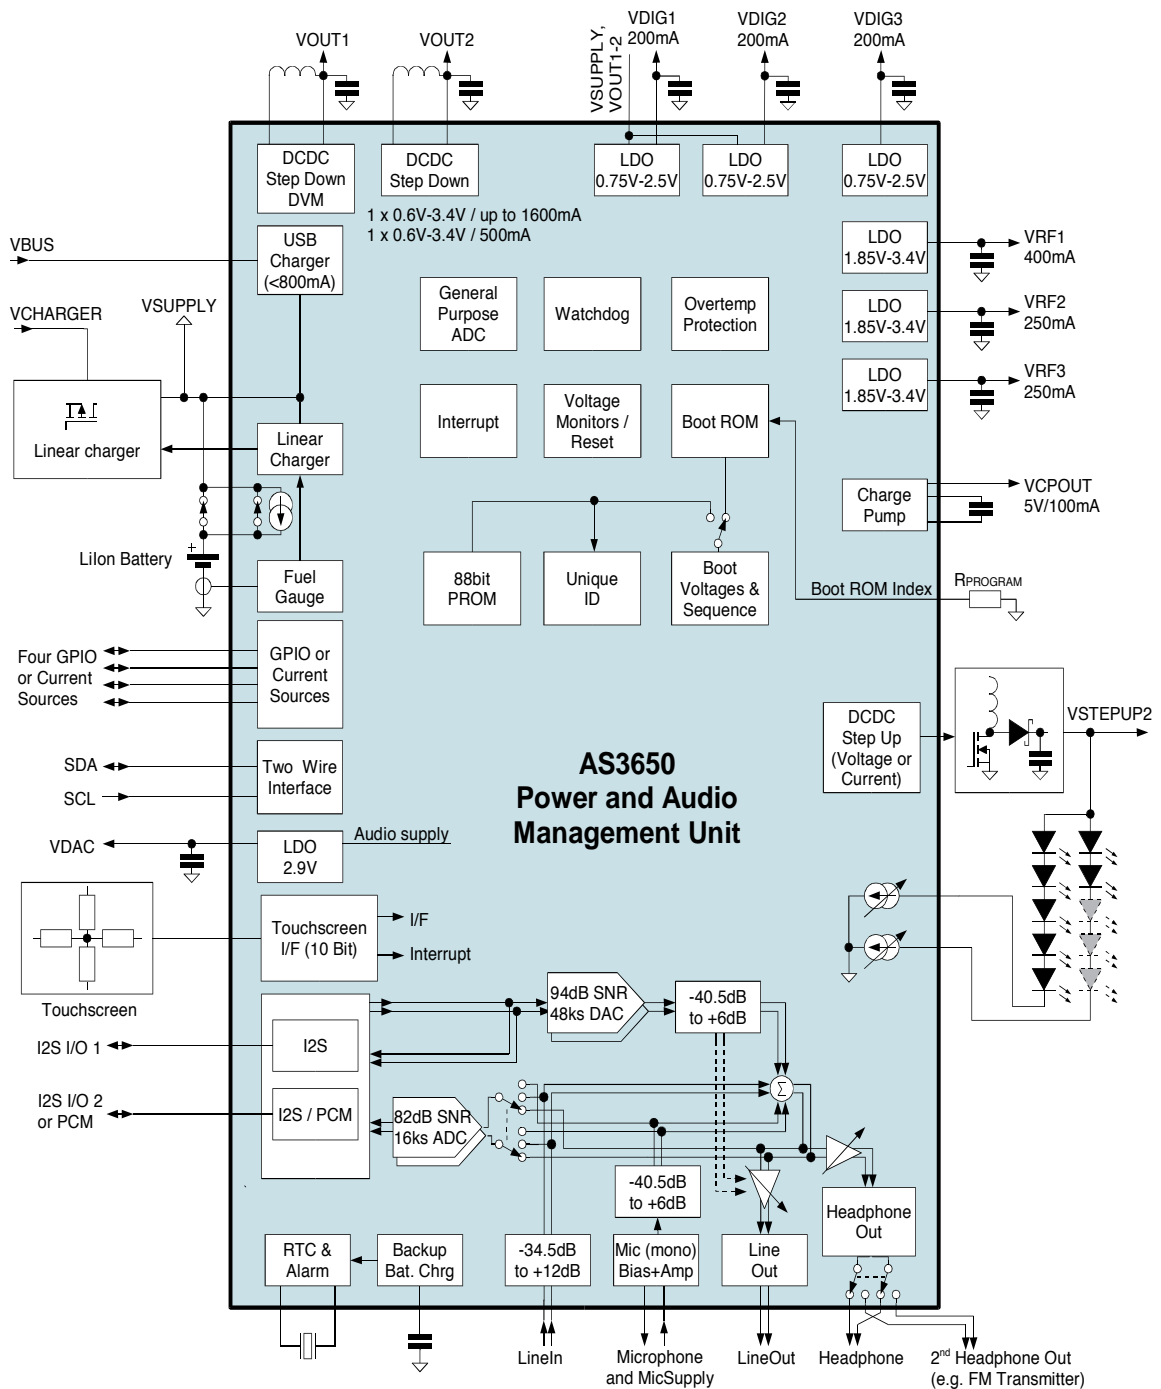 VOUT1
VOUT2
VSUPPLY,
VOUT1-2
VDIG1
200mA
VDIG2
200mA
VDIG3
200mA
DCDC
Step Down
DVM
DCDC
Step Down
LDO
0.75V-2.5V
LDO
0.75V-2.5V
LDO
0.75V-2.5V
1 x 0.6V-3.4V / up to 1600mA
1 x 0.6V-3.4V / 500mA
VBUS
USB
Charger
(<800mA)
LDO
1.85V-3.4V
VRF1
400mA
VCHARGER
VSUPPLY
General
Purpose
ADC
Watchdog
Overtemp
Protection
LDO
1.85V-3.4V
VRF2
250mA
LDO
1.85V-3.4V
VRF3
250mA
Linear charger
Linear
Charger
Interrupt
Voltage
Monitors /
Reset
Boot ROM
Charge
Pump
VCPOUT
5V/100mA
+
LiIon Battery
Fuel
Gauge
88bit
PROM
Unique
ID
Boot
Voltages &
Sequence
Boot ROM Index
RPROGRAM
Four GPIO
or Current
Sources
GPIO or
Current
Sources
DCDC
Step Up
(Voltage or
Current)
VSTEPUP2
SDA
SCL
Two Wire
Interface
AS3650
Power and Audio
Management Unit
VDAC
LDO
2.9V
Audio supply
Touchscreen
I/F (10 Bit)
I/F
Interrupt
Touchscreen
94dB SNR
48ks DAC
-40.5dB
to +6dB
I2S I/O 1
I2S
Σ
I2S I/O 2
or PCM
I2S / PCM
82dB SNR
16ks ADC
-40.5dB
to +6dB
Headphone
Out
RTC &
Alarm
Backup
Bat. Chrg
-34.5dB
to +12dB
Mic (mono)
Bias+Amp
Line
Out
LineIn
Microphone
and MicSupply
LineOut
Headphone
2nd Headphone Out
(e.g. FM Transmitter)